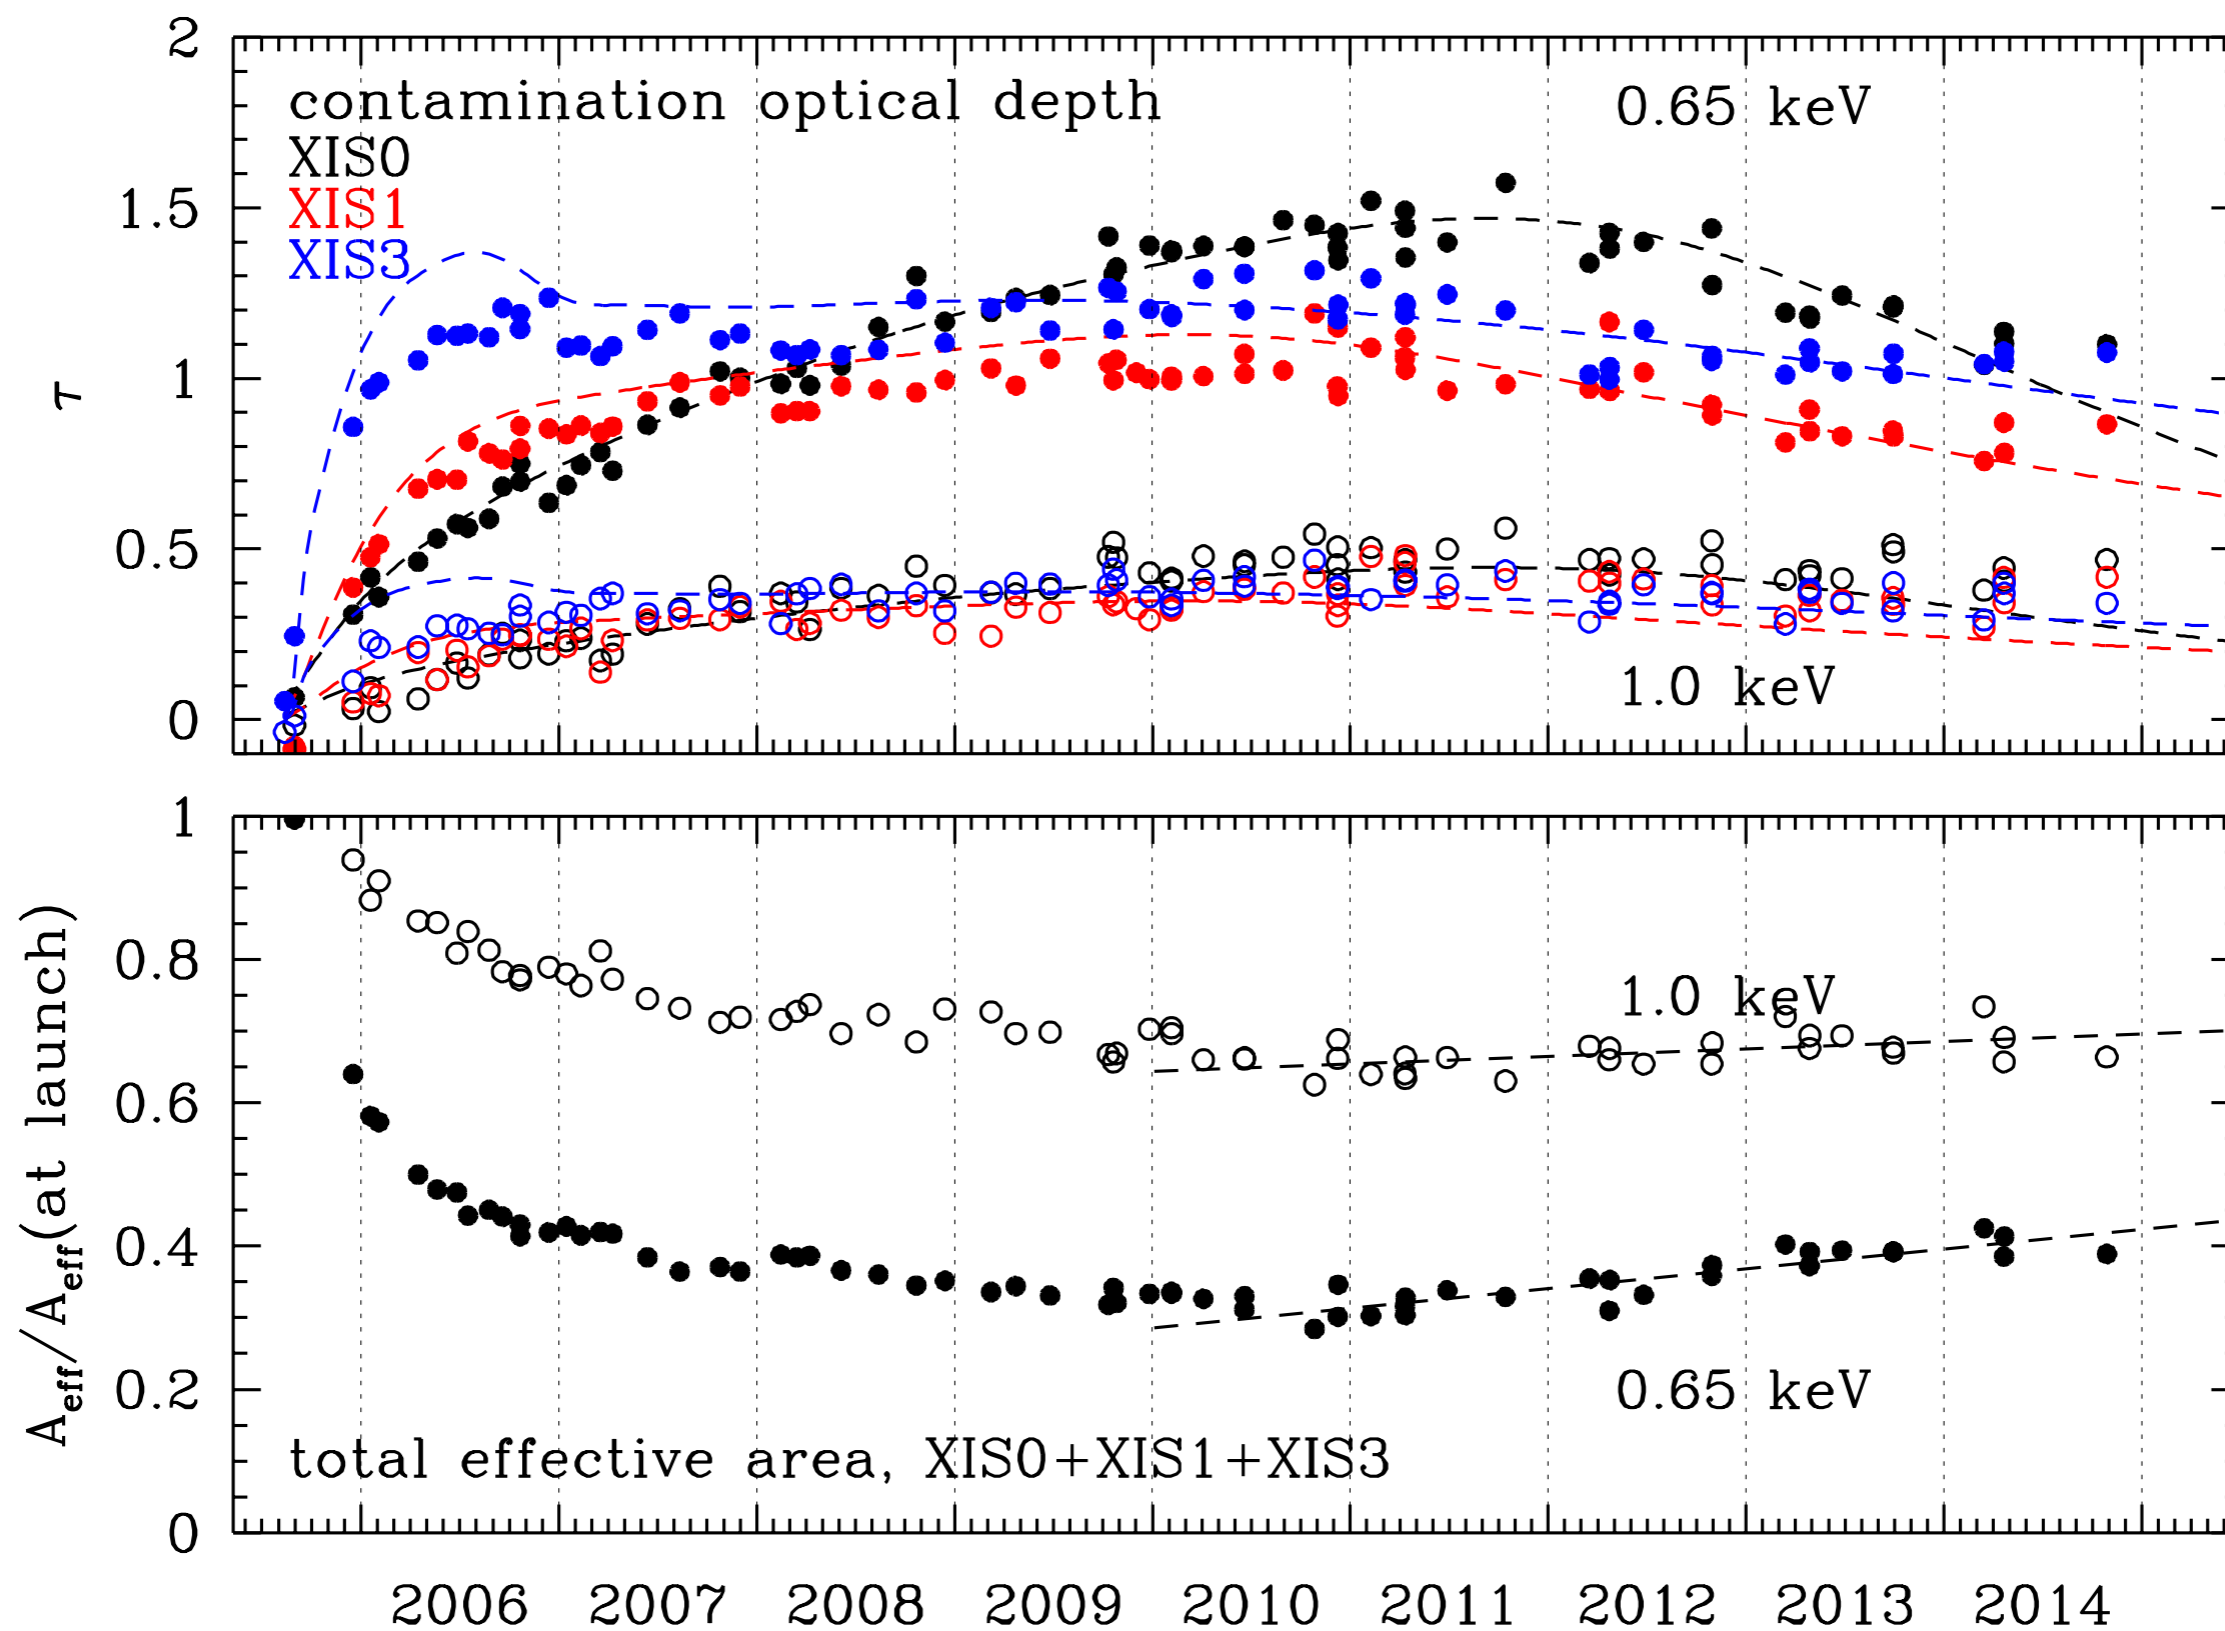 2
contamination optical depth
0.65 keV
XIS0
XIS1
XIS3
1.5
1
τ
0.5
1.0 keV
0
1
0.8
1.0 keV
0.6
A_eff/A_eff(at launch)
0.4
0.2
0.65 keV
total effective area, XIS0+XIS1+XIS3
0
2006 2007 2008 2009 2010 2011 2012 2013 2014